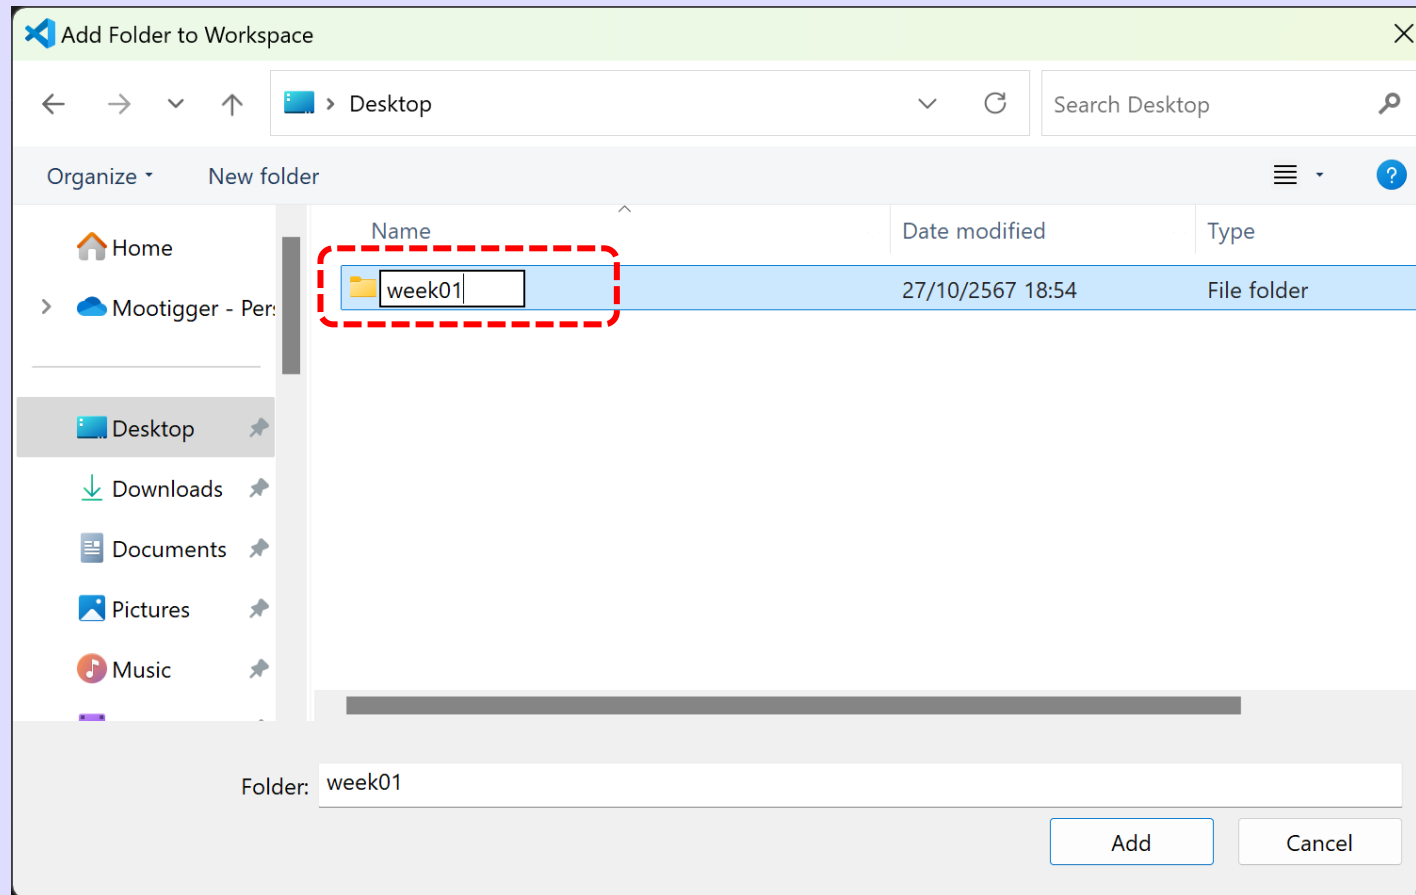 Add Folder to Workspace
Desktop
Search Desktop
Organize
New folder
Name
Date modified
Type
Home
week01
27/10/2567 18:54
File folder
Mootigger - Pers
Desktop
Downloads
Documents
Pictures
Music
Folder:
week01
Add
Cancel